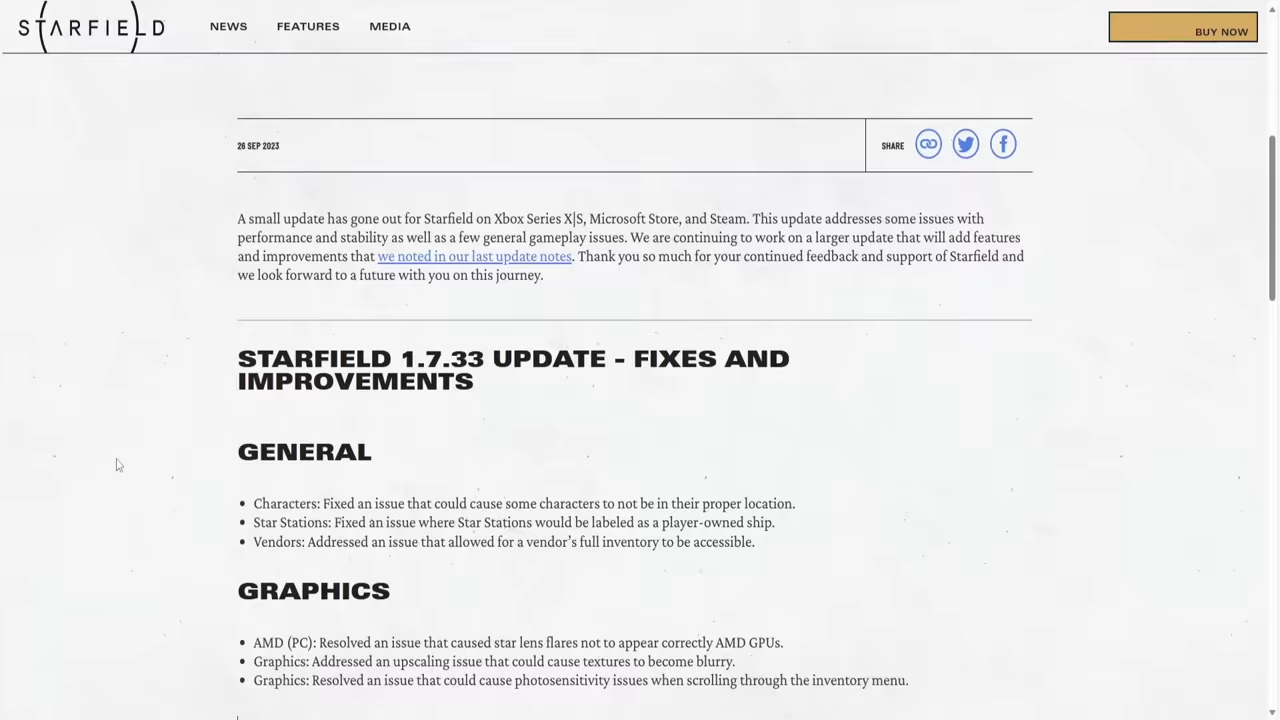 STARFIELD NEWS FEATURES MEDIA BUY NOW
26 SEP 2023 SHARE
A small update has gone out for Starfield on Xbox Series X|S, Microsoft Store, and Steam. This update addresses some issues with
performance and stability as well as a few general gameplay issues. We are continuing to work on a larger update that will add features
and improvements that we noted in our last update notes. Thank you so much for your continued feedback and support of Starfield and
we look forward to a future with you on this journey.
STARFIELD 1.7.33 UPDATE - FIXES AND
IMPROVEMENTS
GENERAL
• Characters: Fixed an issue that could cause some characters to not be in their proper location.
• Star Stations: Fixed an issue where Star Stations would be labeled as a player-owned ship.
• Vendors: Addressed an issue that allowed for a vendor's full inventory to be accessible.
GRAPHICS
• AMD (PC): Resolved an issue that caused star lens flares not to appear correctly AMD GPUs.
• Graphics: Addressed an upscaling issue that could cause textures to become blurry.
• Graphics: Resolved an issue that could cause photosensitivity issues when scrolling through the inventory menu.